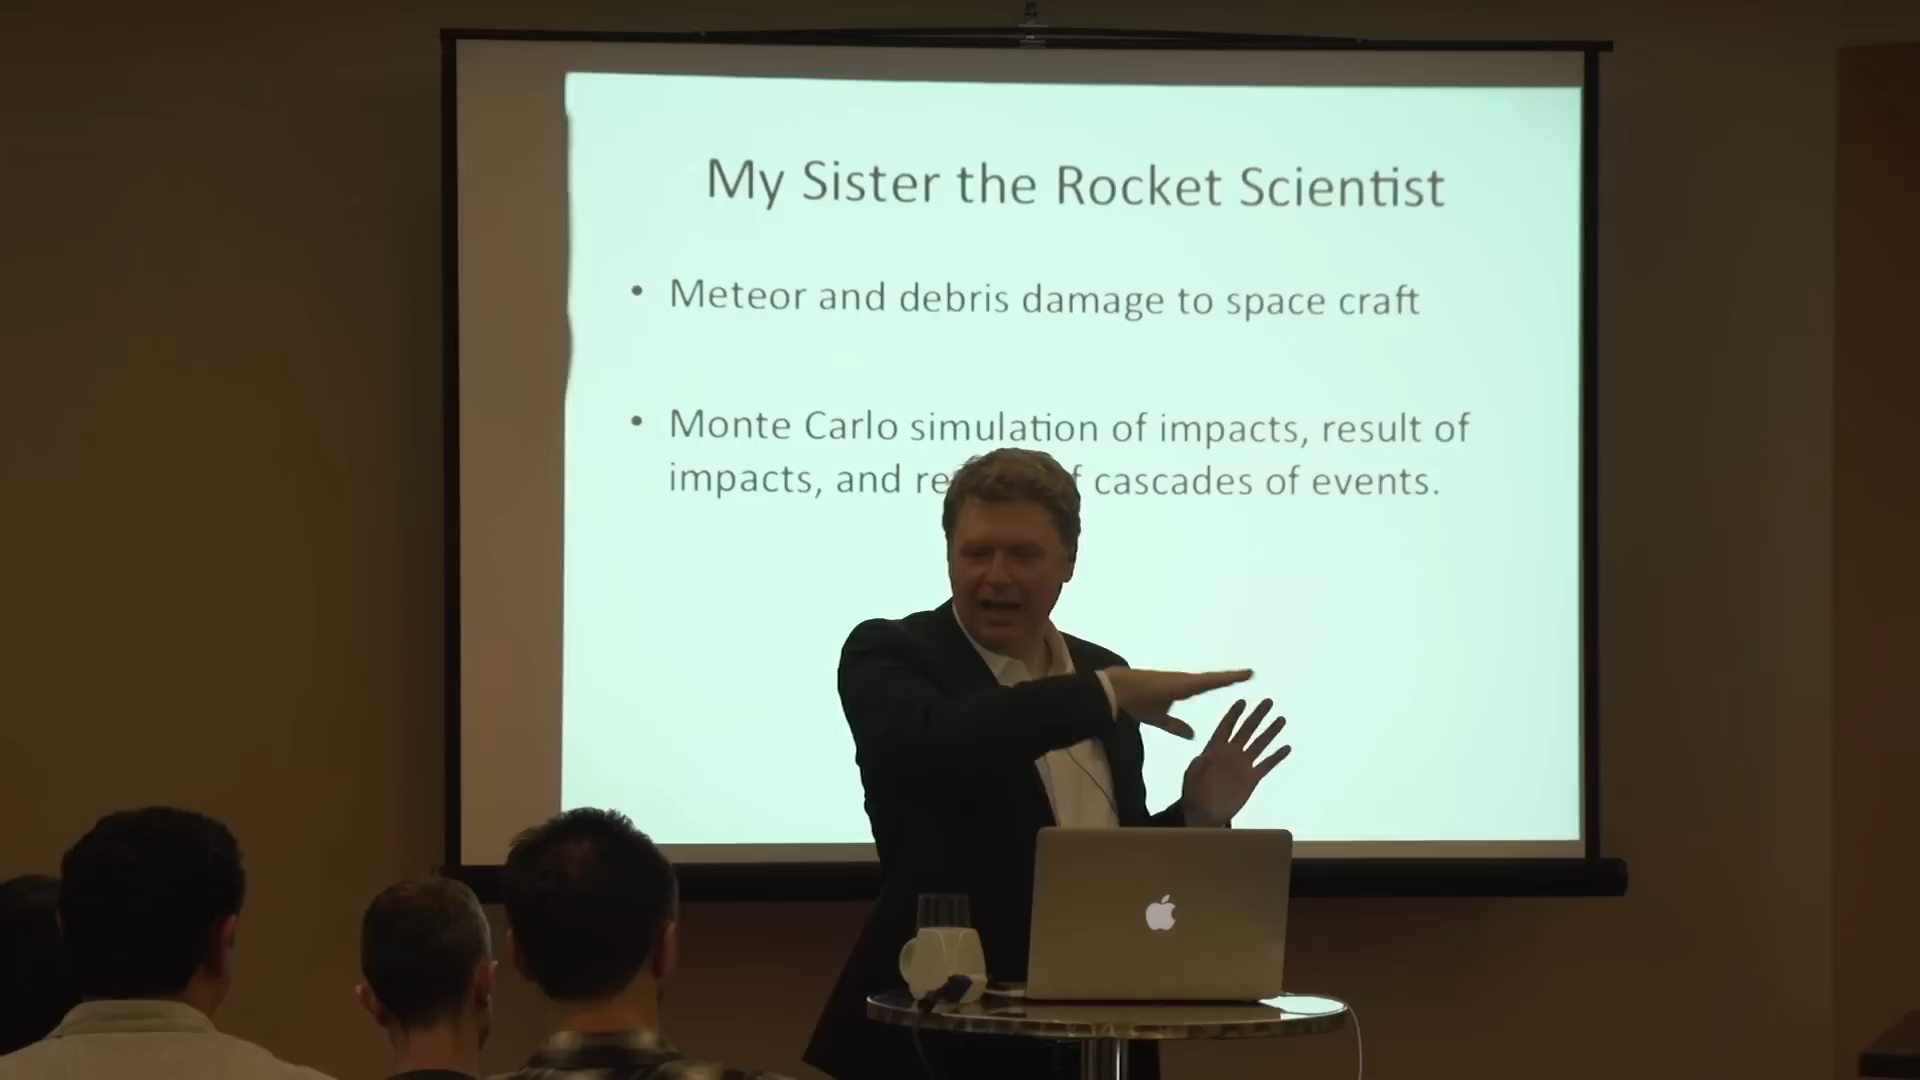 My Sister the Rocket Scientist
• Meteor and debris damage to space craft
• Monte Carlo simulation of impacts, result of
impacts, and cascades of events.